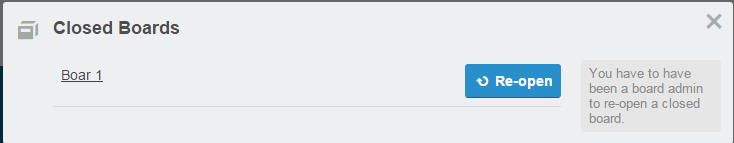 Closed Boards
Boar 1
Re-open
You have to have
been a board admin
to re-open a closed
board.